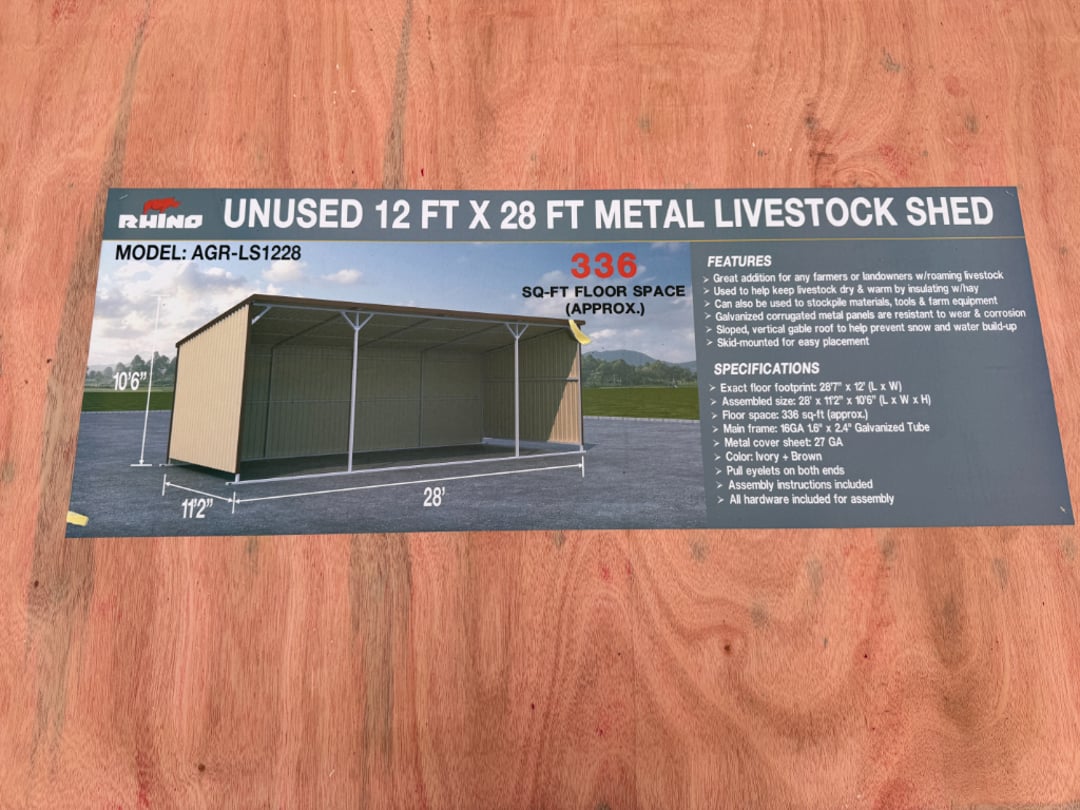 RHINO
UNUSED 12 FT X 28 FT METAL LIVESTOCK SHED
MODEL: AGR-LS1228
336
SQ-FT FLOOR SPACE
(APPROX.)
10'6"
11'2"
28'
FEATURES
➢ Great addition for any farmers or landowners w/roaming livestock
➢ Used to help keep livestock dry & warm by insulating w/hay
➢ Can also be used to stockpile materials, tools & farm equipment
➢ Galvanized corrugated metal panels are resistant to wear & corrosion
➢ Sloped, vertical gable roof to help prevent snow and water build-up
➢ Skid-mounted for easy placement
SPECIFICATIONS
➢ Exact floor footprint: 28'7" x 12' (L x W)
➢ Assembled size: 28' x 11'2" x 10'6" (L x W x H)
➢ Floor space: 336 sq-ft (approx.)
➢ Main frame: 16GA 1.6" x 2.4" Galvanized Tube
➢ Metal cover sheet: 27 GA
➢ Color: Ivory + Brown
➢ Pull eyelets on both ends
➢ Assembly instructions included
➢ All hardware included for assembly